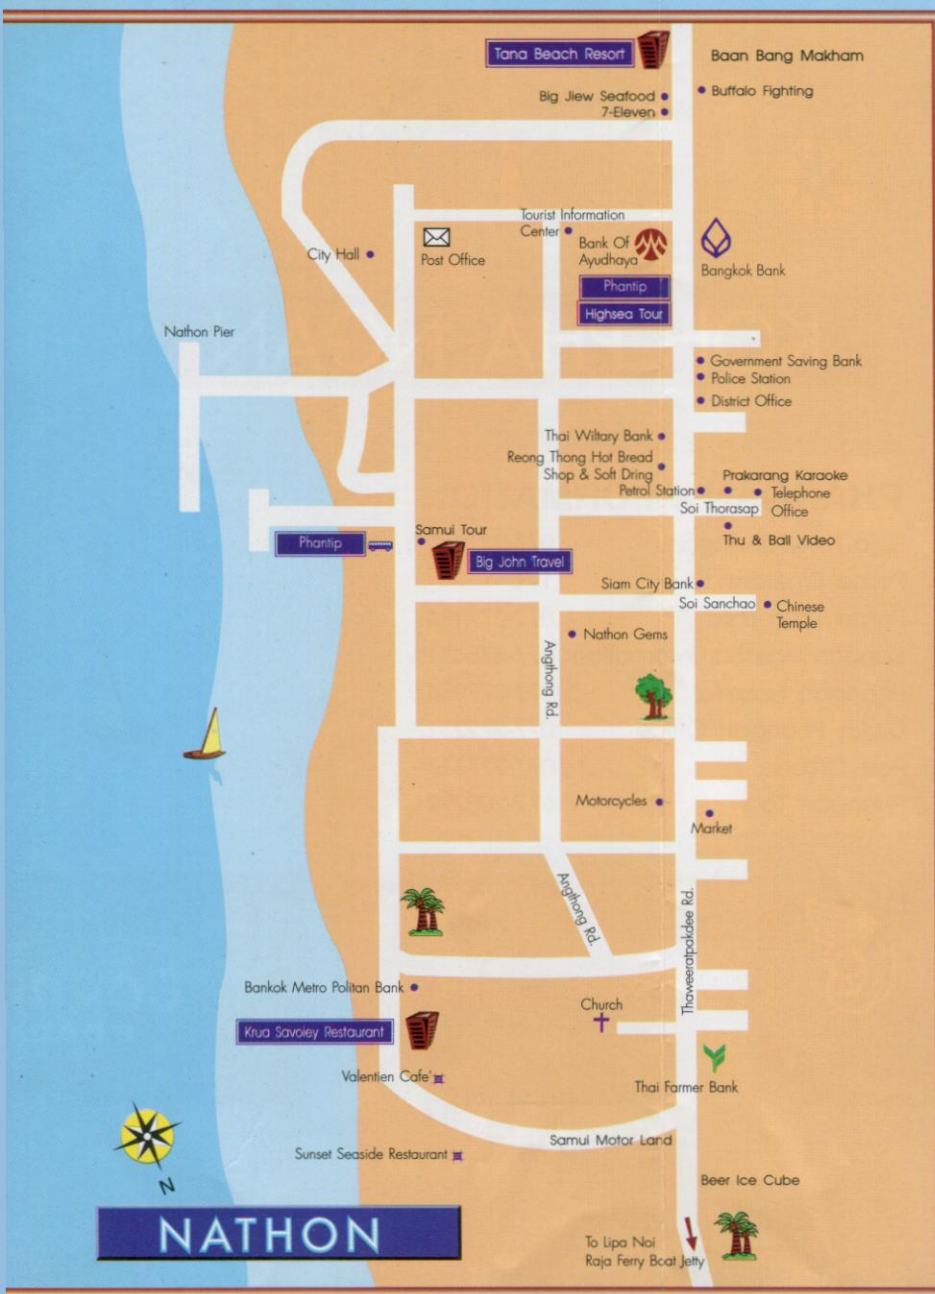 Tana Beach Resort
Baan Bang Makham
Big Jiew Seafood
7-Eleven
Buffalo Fighting
Tourist Information
Center
City Hall
Post Office
Bank Of
Ayudhaya
Bangkok Bank
Phantip
Highsea Tour
Nathon Pier
Government Saving Bank
Police Station
District Office
Thai Wiltary Bank
Reong Thong Hot Bread
Shop & Soft Dring
Prakarang Karaoke
Petrol Station
Telephone
Office
Soi Thorasap
Samui Tour
Phantip
Thu & Ball Video
Big John Travel
Siam City Bank
Soi Sanchao
Chinese
Temple
Nathon Gems
Angthong Rd.
Motorcycles
Market
Angthong Rd.
Thaweeratpakdee Rd.
Bankok Metro Politan Bank
Church
Krua Savoiey Restaurant
Valentien Cafe'
Thai Farmer Bank
Samui Motor Land
Sunset Seaside Restaurant
Beer Ice Cube
N
NATHON
To Lipa Noi
Raja Ferry Boat Jetty